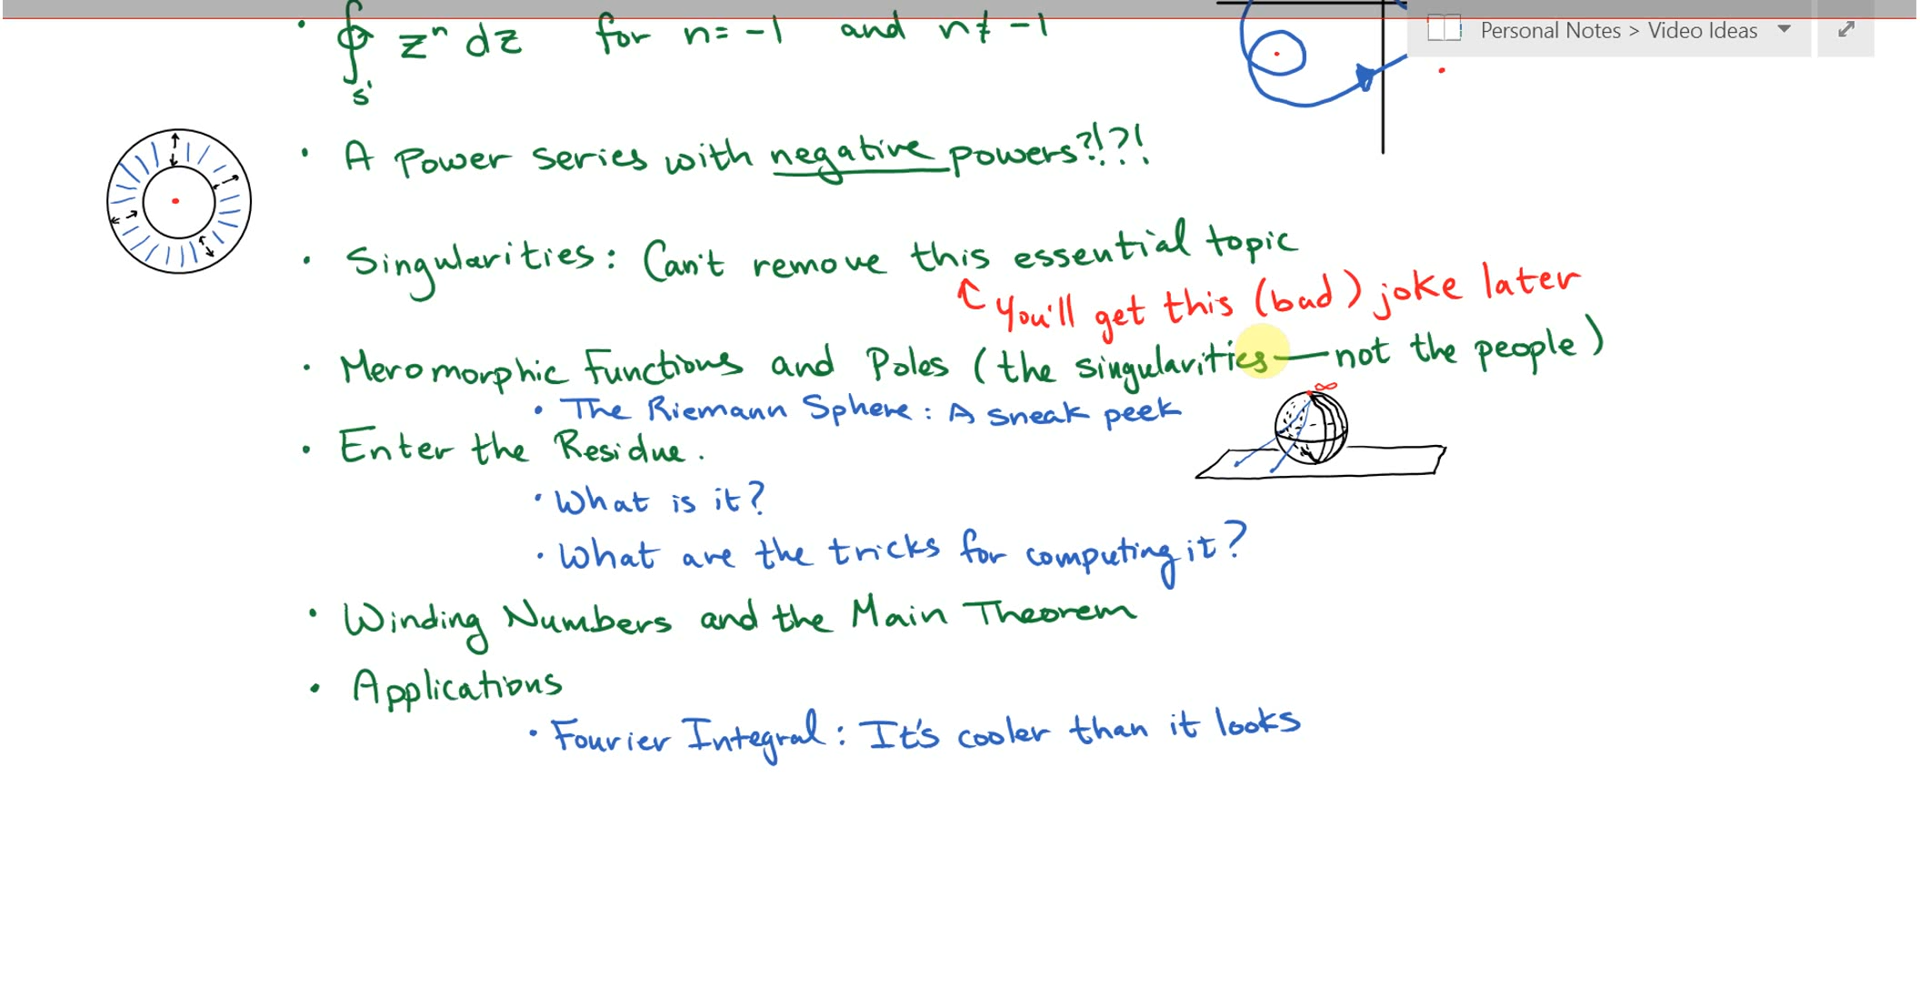 • ∮ zⁿ dz for n = -1 and n ≠ -1
S¹
Personal Notes > Video Ideas
• A Power series with negative powers?!?!
• Singularities: Can't remove this essential topic
↑ You'll get this (bad) joke later
• Meromorphic Functions and Poles (the singularities — not the people)
∞
• The Riemann Sphere: A sneak peek
• Enter the Residue.
• What is it?
• What are the tricks for computing it?
• Winding Numbers and the Main Theorem
• Applications
• Fourier Integral: It's cooler than it looks